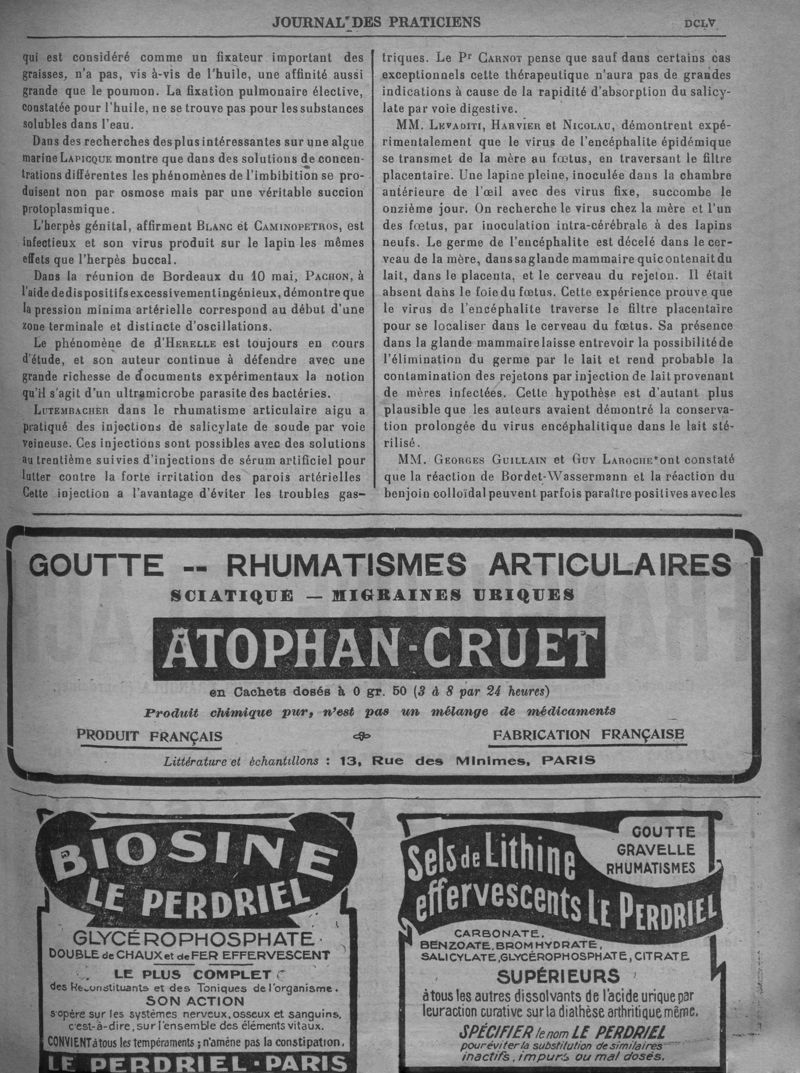 JOURNAL DES PRATICIENS
DCLV
qui est considéré comme un fixateur important des
graisses, n'a pas, vis à-vis de l'huile, une affinité aussi
grande que le poumon. La fixation pulmonaire élective,
constatée pour l'huile, ne se trouve pas pour les substances
solubles dans l'eau.
Dans des recherches des plus intéressantes sur une algue
marine LAPICQUE montre que dans des solutions de concen-
trations différentes les phénomènes de l'imbibition se pro-
duisent non par osmose mais par une véritable succion
protoplasmique.
L'herpès génital, affirment BLANC et CAMINOPETROS, est
infectieux et son virus produit sur le lapin les mêmes
effets que l'herpès buccal.
Dans la réunion de Bordeaux du 10 mai, PACHON, à
l'aide de dispositifs excessivement ingénieux, démontre que
la pression minima artérielle correspond au début d'une
zone terminale et distincte d'oscillations.
Le phénomène de d'HERELLE est toujours en cours
d'étude, et son auteur continue à défendre avec une
grande richesse de documents expérimentaux la notion
qu'il s'agit d'un ultramicrobe parasite des bactéries.
LUTEMBACHER dans le rhumatisme articulaire aigu a
pratiqué des injections de salicylate de soude par voie
veineuse. Ces injections sont possibles avec des solutions
au trentième suivies d'injections de sérum artificiel pour
lutter contre la forte irritation des parois artérielles
Cette injection a l'avantage d'éviter les troubles gas-
triques. Le Pr CARNOT pense que sauf dans certains cas
exceptionnels cette thérapeutique n'aura pas de grandes
indications à cause de la rapidité d'absorption du salicy-
late par voie digestive.
MM. LEVADITI, HARVIER et NICOLAU, démontrent expé-
rimentalement que le virus de l'encéphalite épidémique
se transmet de la mère au fœtus, en traversant le filtre
placentaire. Une lapine pleine, inoculée dans la chambre
antérieure de l'œil avec des virus fixe, succombe le
onzième jour. On recherche le virus chez la mère et l'un
des fœtus, par inoculation intra-cérébrale à des lapins
neufs. Le germe de l'encéphalite est décelé dans le cer-
veau de la mère, dans sa glande mammaire qui contenait du
lait, dans le placenta, et le cerveau du rejeton. Il était
absent dans le foie du fœtus. Cette expérience prouve que
le virus de l'encéphalite traverse le filtre placentaire
pour se localiser dans le cerveau du fœtus. Sa présence
dans la glande mammaire laisse entrevoir la possibilité de
l'élimination du germe par le lait et rend probable la
contamination des rejetons par injection de lait provenant
de mères infectées. Cette hypothèse est d'autant plus
plausible que les auteurs avaient démontré la conserva-
tion prolongée du virus encéphalitique dans le lait sté-
rilisé.
MM. GEORGES GUILLAIN et GUY LAROCHE ont constaté
que la réaction de Bordet-Wassermann et la réaction du
benjoin colloïdal peuvent parfois paraître positives avec les
GOUTTE -- RHUMATISMES ARTICULAIRES
SCIATIQUE — MIGRAINES URIQUES
ATOPHAN-CRUET
en Cachets dosés à 0 gr. 50 (3 à 8 par 24 heures)
Produit chimique pur, n'est pas un mélange de médicaments
PRODUIT FRANÇAIS
FABRICATION FRANÇAISE
Littérature et échantillons : 13, Rue des Minimes, PARIS
BIOSINE
LE PERDRIEL
GLYCÉROPHOSPHATE
DOUBLE de CHAUX et de FER EFFERVESCENT
LE PLUS COMPLET
des Reconstituants et des Toniques de l'organisme.
SON ACTION
s'opère sur les systèmes nerveux, osseux et sanguins,
c'est-à-dire, sur l'ensemble des éléments vitaux.
CONVIENT à tous les tempéraments ; n'amène pas la constipation.
LE PERDRIEL - PARIS
GOUTTE
GRAVELLE
RHUMATISMES
Sels de Lithine
effervescents LE PERDRIEL
CARBONATE,
BENZOATE, BROMHYDRATE,
SALICYLATE, GLYCÉROPHOSPHATE, CITRATE
SUPÉRIEURS
à tous les autres dissolvants de l'acide urique par
leur action curative sur la diathèse arthritique même.
SPÉCIFIER le nom LE PERDRIEL
pour éviter la substitution de similaires
inactifs, impurs ou mal dosés.